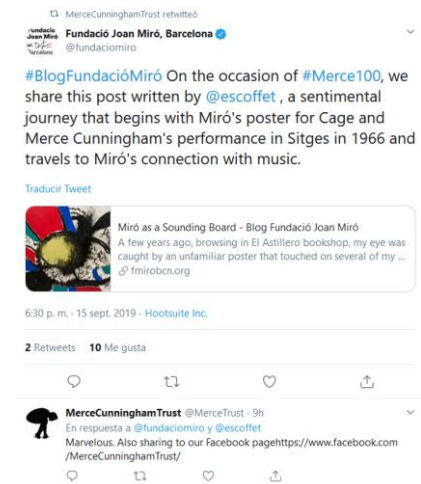 MerceCunninghamTrust retwitteó
Fundació Joan Miró, Barcelona
@fundaciomiro
#BlogFundacióMiró On the occasion of #Merce100, we
share this post written by @escoffet , a sentimental
journey that begins with Miró's poster for Cage and
Merce Cunningham's performance in Sitges in 1966 and
travels to Miró's connection with music.
Traducir Tweet
Miró as a Sounding Board - Blog Fundació Joan Miró
A few years ago, browsing in El Astillero bookshop, my eye was
caught by an unfamiliar poster that touched on several of my ...
fmirobcn.org
6:30 p. m. · 15 sept. 2019 · Hootsuite Inc.
2 Retweets 10 Me gusta
MerceCunninghamTrust @MerceTrust · 9h
En respuesta a @fundaciomiro y @escoffet
Marvelous. Also sharing to our Facebook pagehttps://www.facebook.com
/MerceCunninghamTrust/